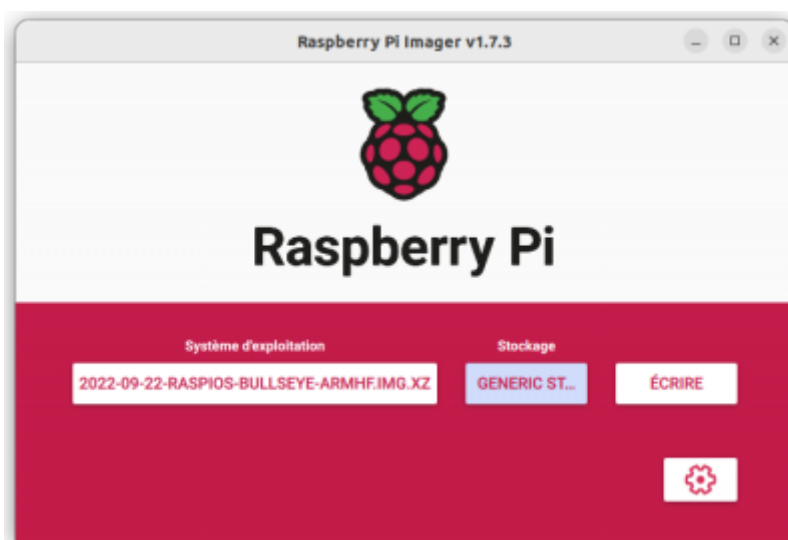 Raspberry Pi Imager v1.7.3
Raspberry Pi
Système d'exploitation
Stockage
2022-09-22-RASPIOS-BULLSEYE-ARMHF.IMG.XZ
GENERIC ST...
ÉCRIRE